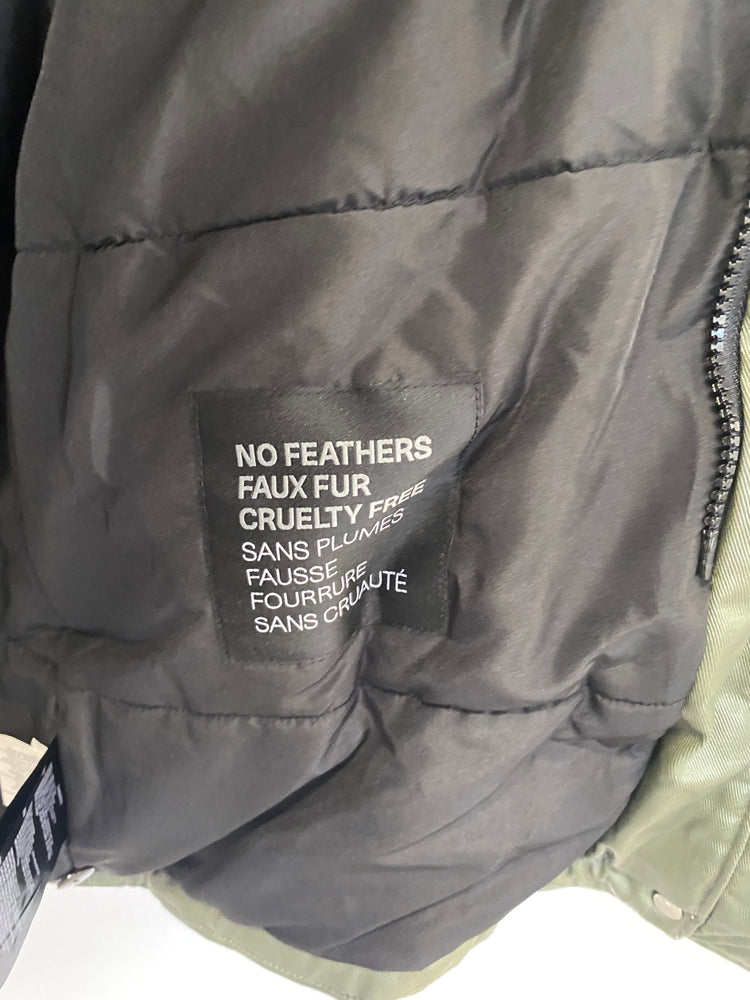 NO FEATHERS
FAUX FUR
CRUELTY FREE
SANS PLUMES
FAUSSE
FOURRURE
SANS CRUAUTÉ